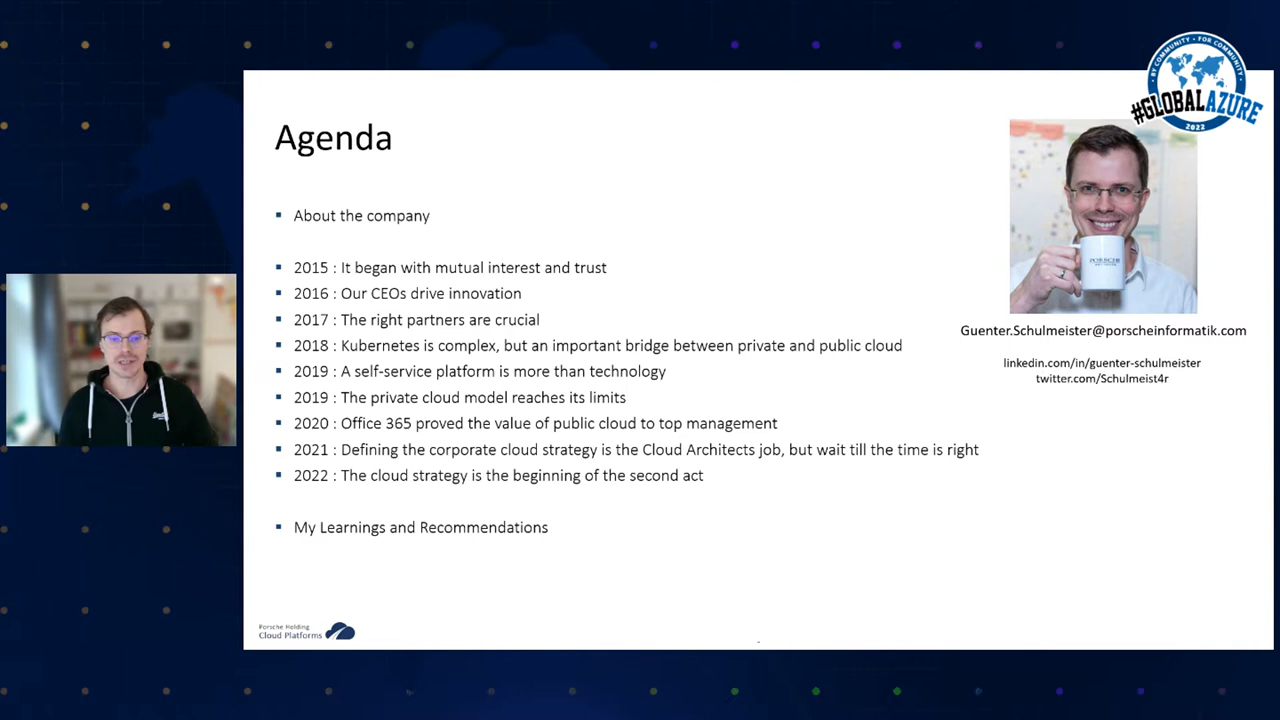 BY COMMUNITY • FOR COMMUNITY
#GLOBALAZURE
2022
Agenda
▪ About the company
▪ 2015 : It began with mutual interest and trust
▪ 2016 : Our CEOs drive innovation
▪ 2017 : The right partners are crucial
▪ 2018 : Kubernetes is complex, but an important bridge between private and public cloud
▪ 2019 : A self-service platform is more than technology
▪ 2019 : The private cloud model reaches its limits
▪ 2020 : Office 365 proved the value of public cloud to top management
▪ 2021 : Defining the corporate cloud strategy is the Cloud Architects job, but wait till the time is right
▪ 2022 : The cloud strategy is the beginning of the second act
▪ My Learnings and Recommendations
Guenter.Schulmeister@porscheinformatik.com
linkedin.com/in/guenter-schulmeister
twitter.com/Schulmeist4r
Porsche Holding
Cloud Platforms